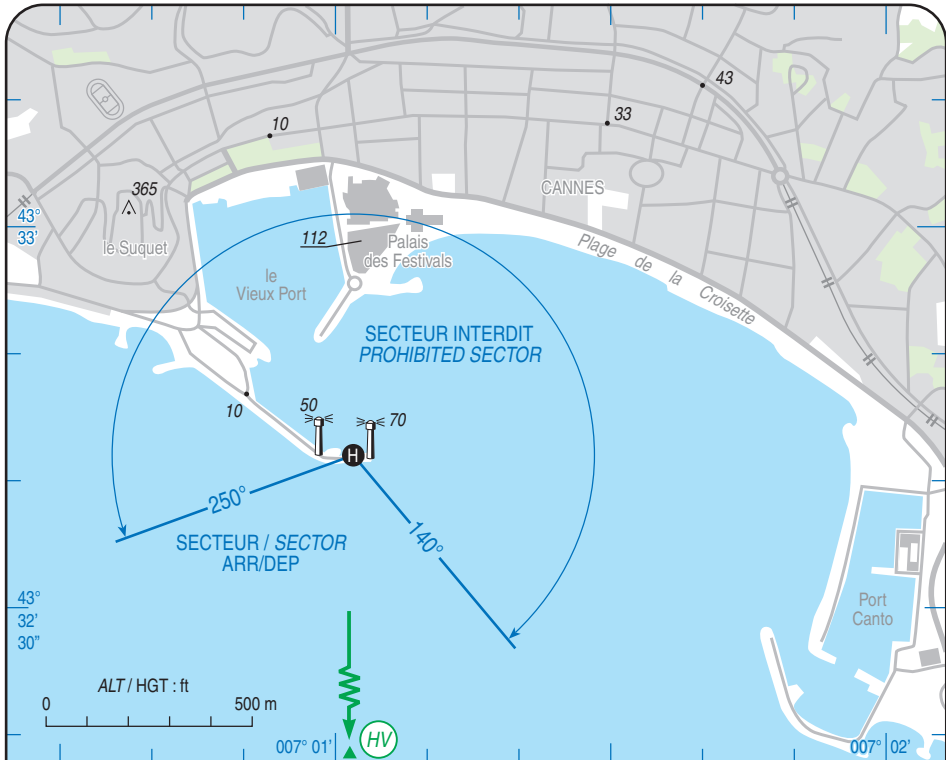 43
33
10
365
CANNES
43°
33'
le Suquet
112
Palais
des Festivals
Plage de la Croisette
le
Vieux Port
SECTEUR INTERDIT
PROHIBITED SECTOR
10
50
70
H
250°
140°
SECTEUR / SECTOR
ARR/DEP
43°
32'
30"
Port
Canto
ALT / HGT : ft
0
500 m
HV
007° 01'
007° 02'